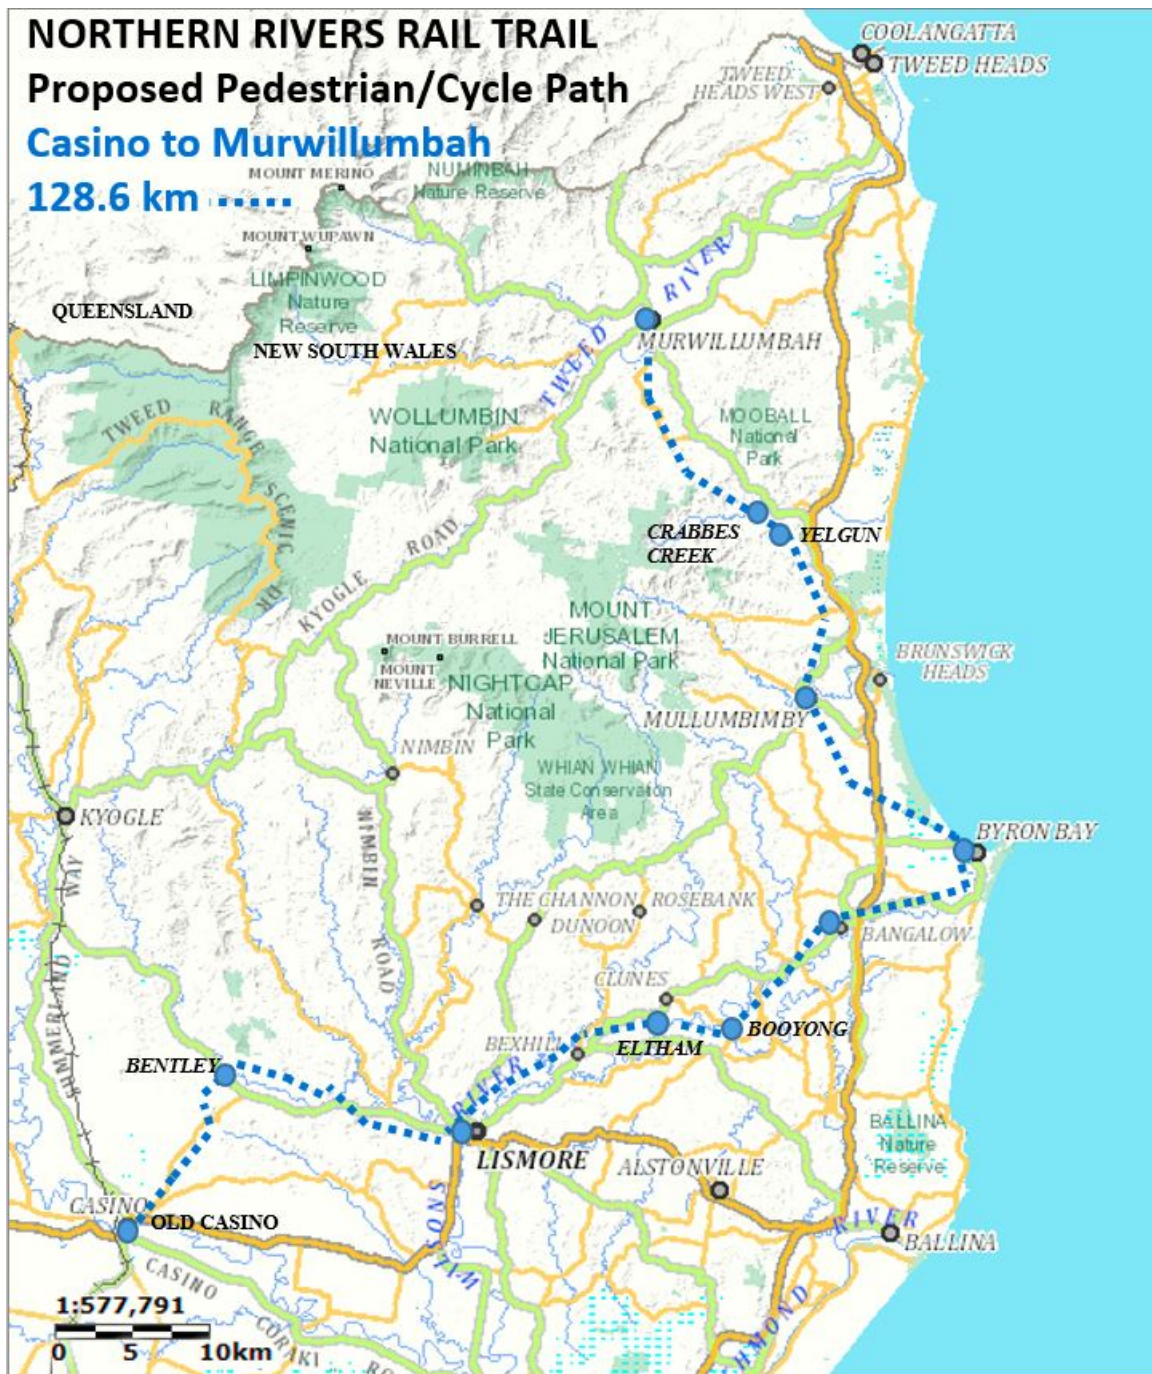 NORTHERN RIVERS RAIL TRAIL
Proposed Pedestrian/Cycle Path
Casino to Murwillumbah
128.6 km
COOLANGATTA
TWEED HEADS
TWEED
HEADS WEST
MOUNT MERINO
NUMINBAH
Nature Reserve
MOUNT WUPAWN
LIMPINWOOD
Nature
Reserve
QUEENSLAND
NEW SOUTH WALES
TWEED RIVER
MURWILLUMBAH
TWEED RANGE SCENIC DR
WOLLUMBIN
National Park
MOOBALL
National
Park
CRABBES
CREEK
YELGUN
KYOGLE ROAD
MOUNT
JERUSALEM
National Park
MOUNT BURRELL
MOUNT
NEVILLE
NIGHTCAP
National
Park
BRUNSWICK
HEADS
MULLUMBIMBY
NIMBIN
WHIAN WHIAN
State Conservation
Area
KYOGLE
BYRON BAY
NIMBIN ROAD
THE CHANNON
ROSEBANK
DUNOON
BANGALOW
SUMMERLAND WAY
CLUNES
BOOYONG
BEXHILL
ELTHAM
BENTLEY
WILSONS RIVER
BALLINA
Nature
Reserve
LISMORE
ALSTONVILLE
CASINO
OLD CASINO
RIVER
BALLINA
CASINO
CORAKI
RO
HMOND
1:577,791
0 5 10km